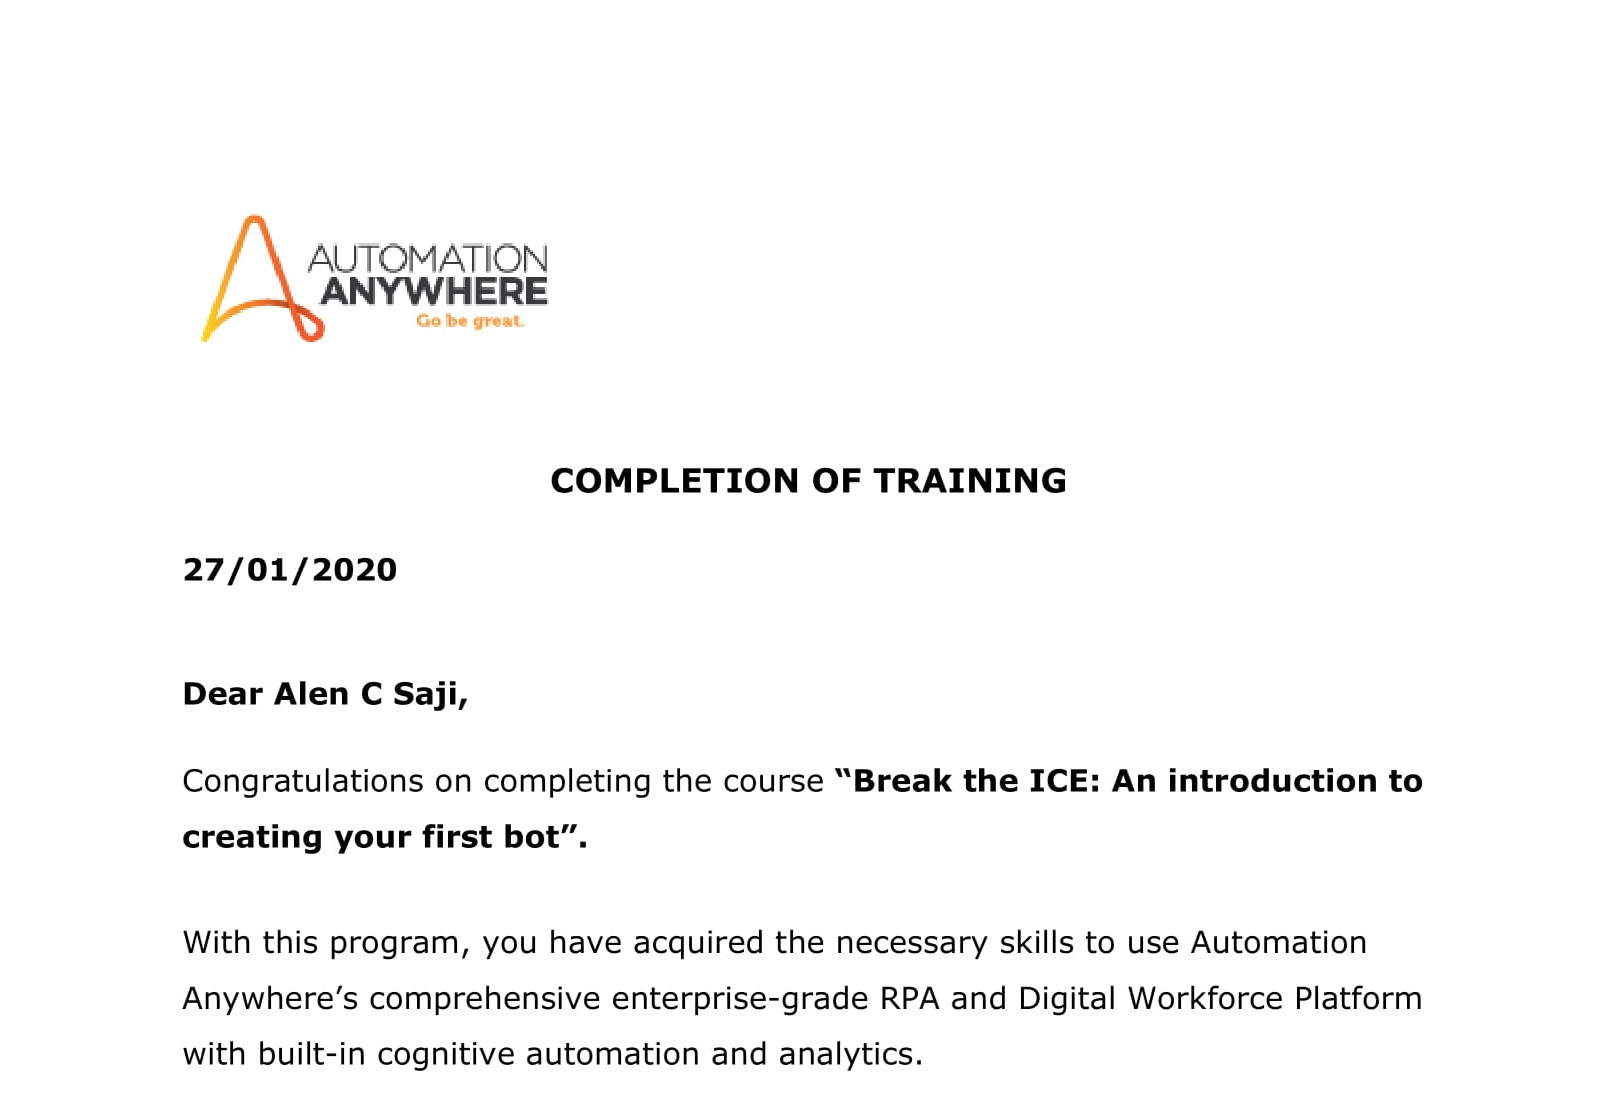 AUTOMATION
ANYWHERE
Go be great.
COMPLETION OF TRAINING
27/01/2020
Dear Alen C Saji,
Congratulations on completing the course “Break the ICE: An introduction to
creating your first bot”.
With this program, you have acquired the necessary skills to use Automation
Anywhere’s comprehensive enterprise-grade RPA and Digital Workforce Platform
with built-in cognitive automation and analytics.